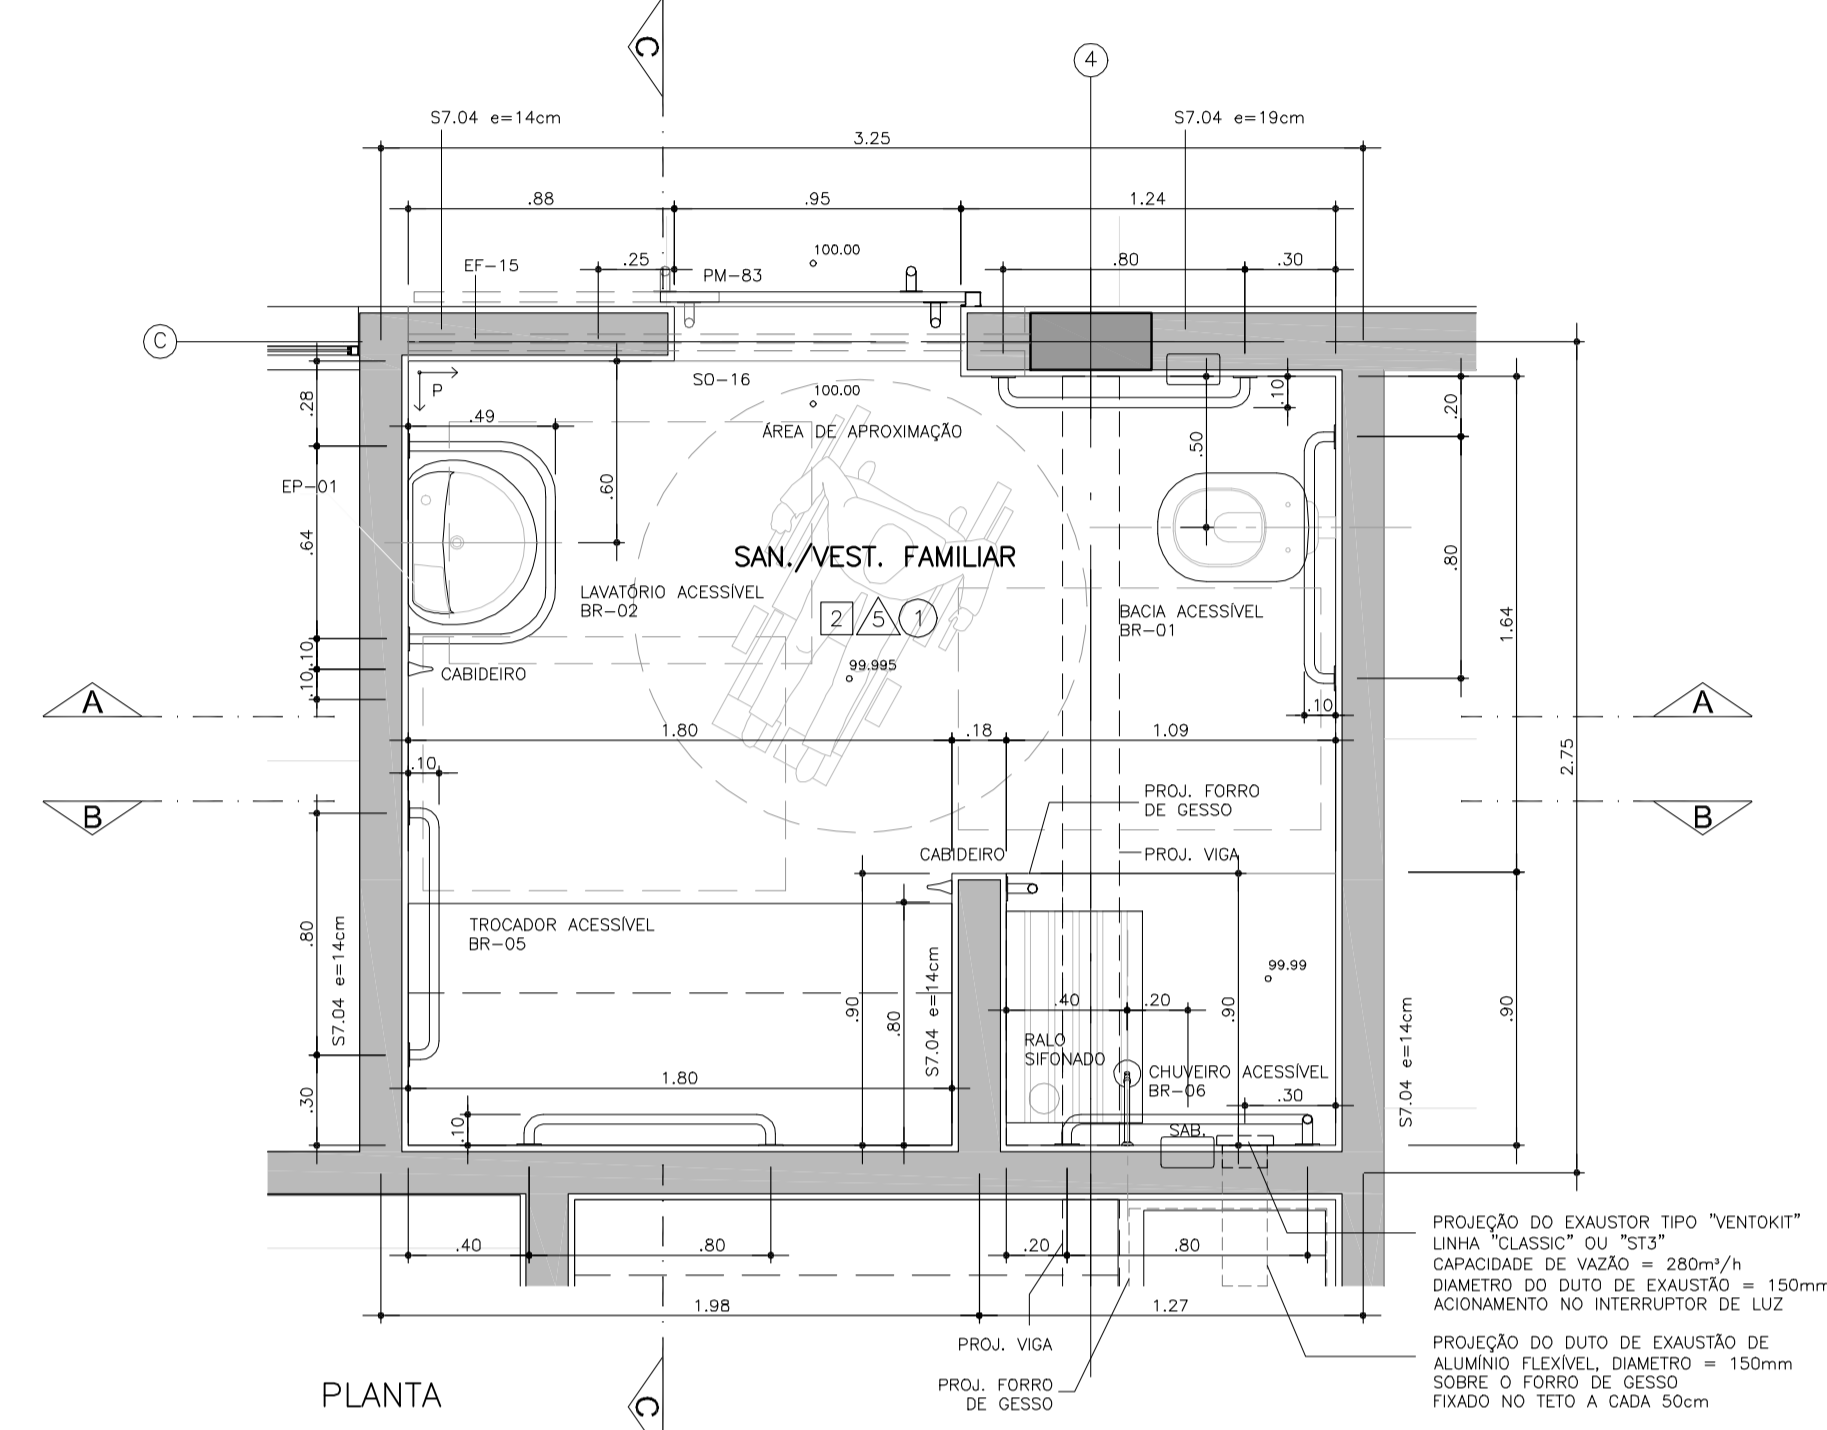 C
4
S7.04 e=14cm
S7.04 e=19cm
3.25
.88
.95
1.24
100.00
EF-15
.25
PM-83
.80
.30
C
SO-16
P
100.00
.28
.49
ÁREA DE APROXIMAÇÃO
.10
.20
.50
.60
EP-01
.64
SAN./VEST. FAMILIAR
.80
LAVATÓRIO ACESSÍVEL
BR-02
2
5
1
BACIA ACESSÍVEL
BR-01
1.64
.10
.10
99.995
CABIDEIRO
A
A
.10
1.80
.18
1.09
2.75
.10
PROJ. FORRO
DE GESSO
B
B
CABIDEIRO
PROJ. VIGA
TROCADOR ACESSÍVEL
BR-05
.80
S7.04 e=14cm
99.99
.90
.80
S7.04 e=14cm
.40
.20
.90
.90
RALO
SIFONADO
S7.04 e=14cm
CHUVEIRO ACESSÍVEL
BR-06
1.80
.30
.30
.10
SAB.
.40
.80
.20
.80
PROJEÇÃO DO EXAUSTOR TIPO "VENTOKIT"
LINHA "CLASSIC" OU "ST3"
CAPACIDADE DE VAZÃO = 280m³/h
DIAMETRO DO DUTO DE EXAUSTÃO = 150mm
ACIONAMENTO NO INTERRUPTOR DE LUZ
1.98
1.27
PROJ. VIGA
PROJEÇÃO DO DUTO DE EXAUSTÃO DE
ALUMÍNIO FLEXÍVEL, DIAMETRO = 150mm
SOBRE O FORRO DE GESSO
FIXADO NO TETO A CADA 50cm
PROJ. FORRO
DE GESSO
PLANTA
C